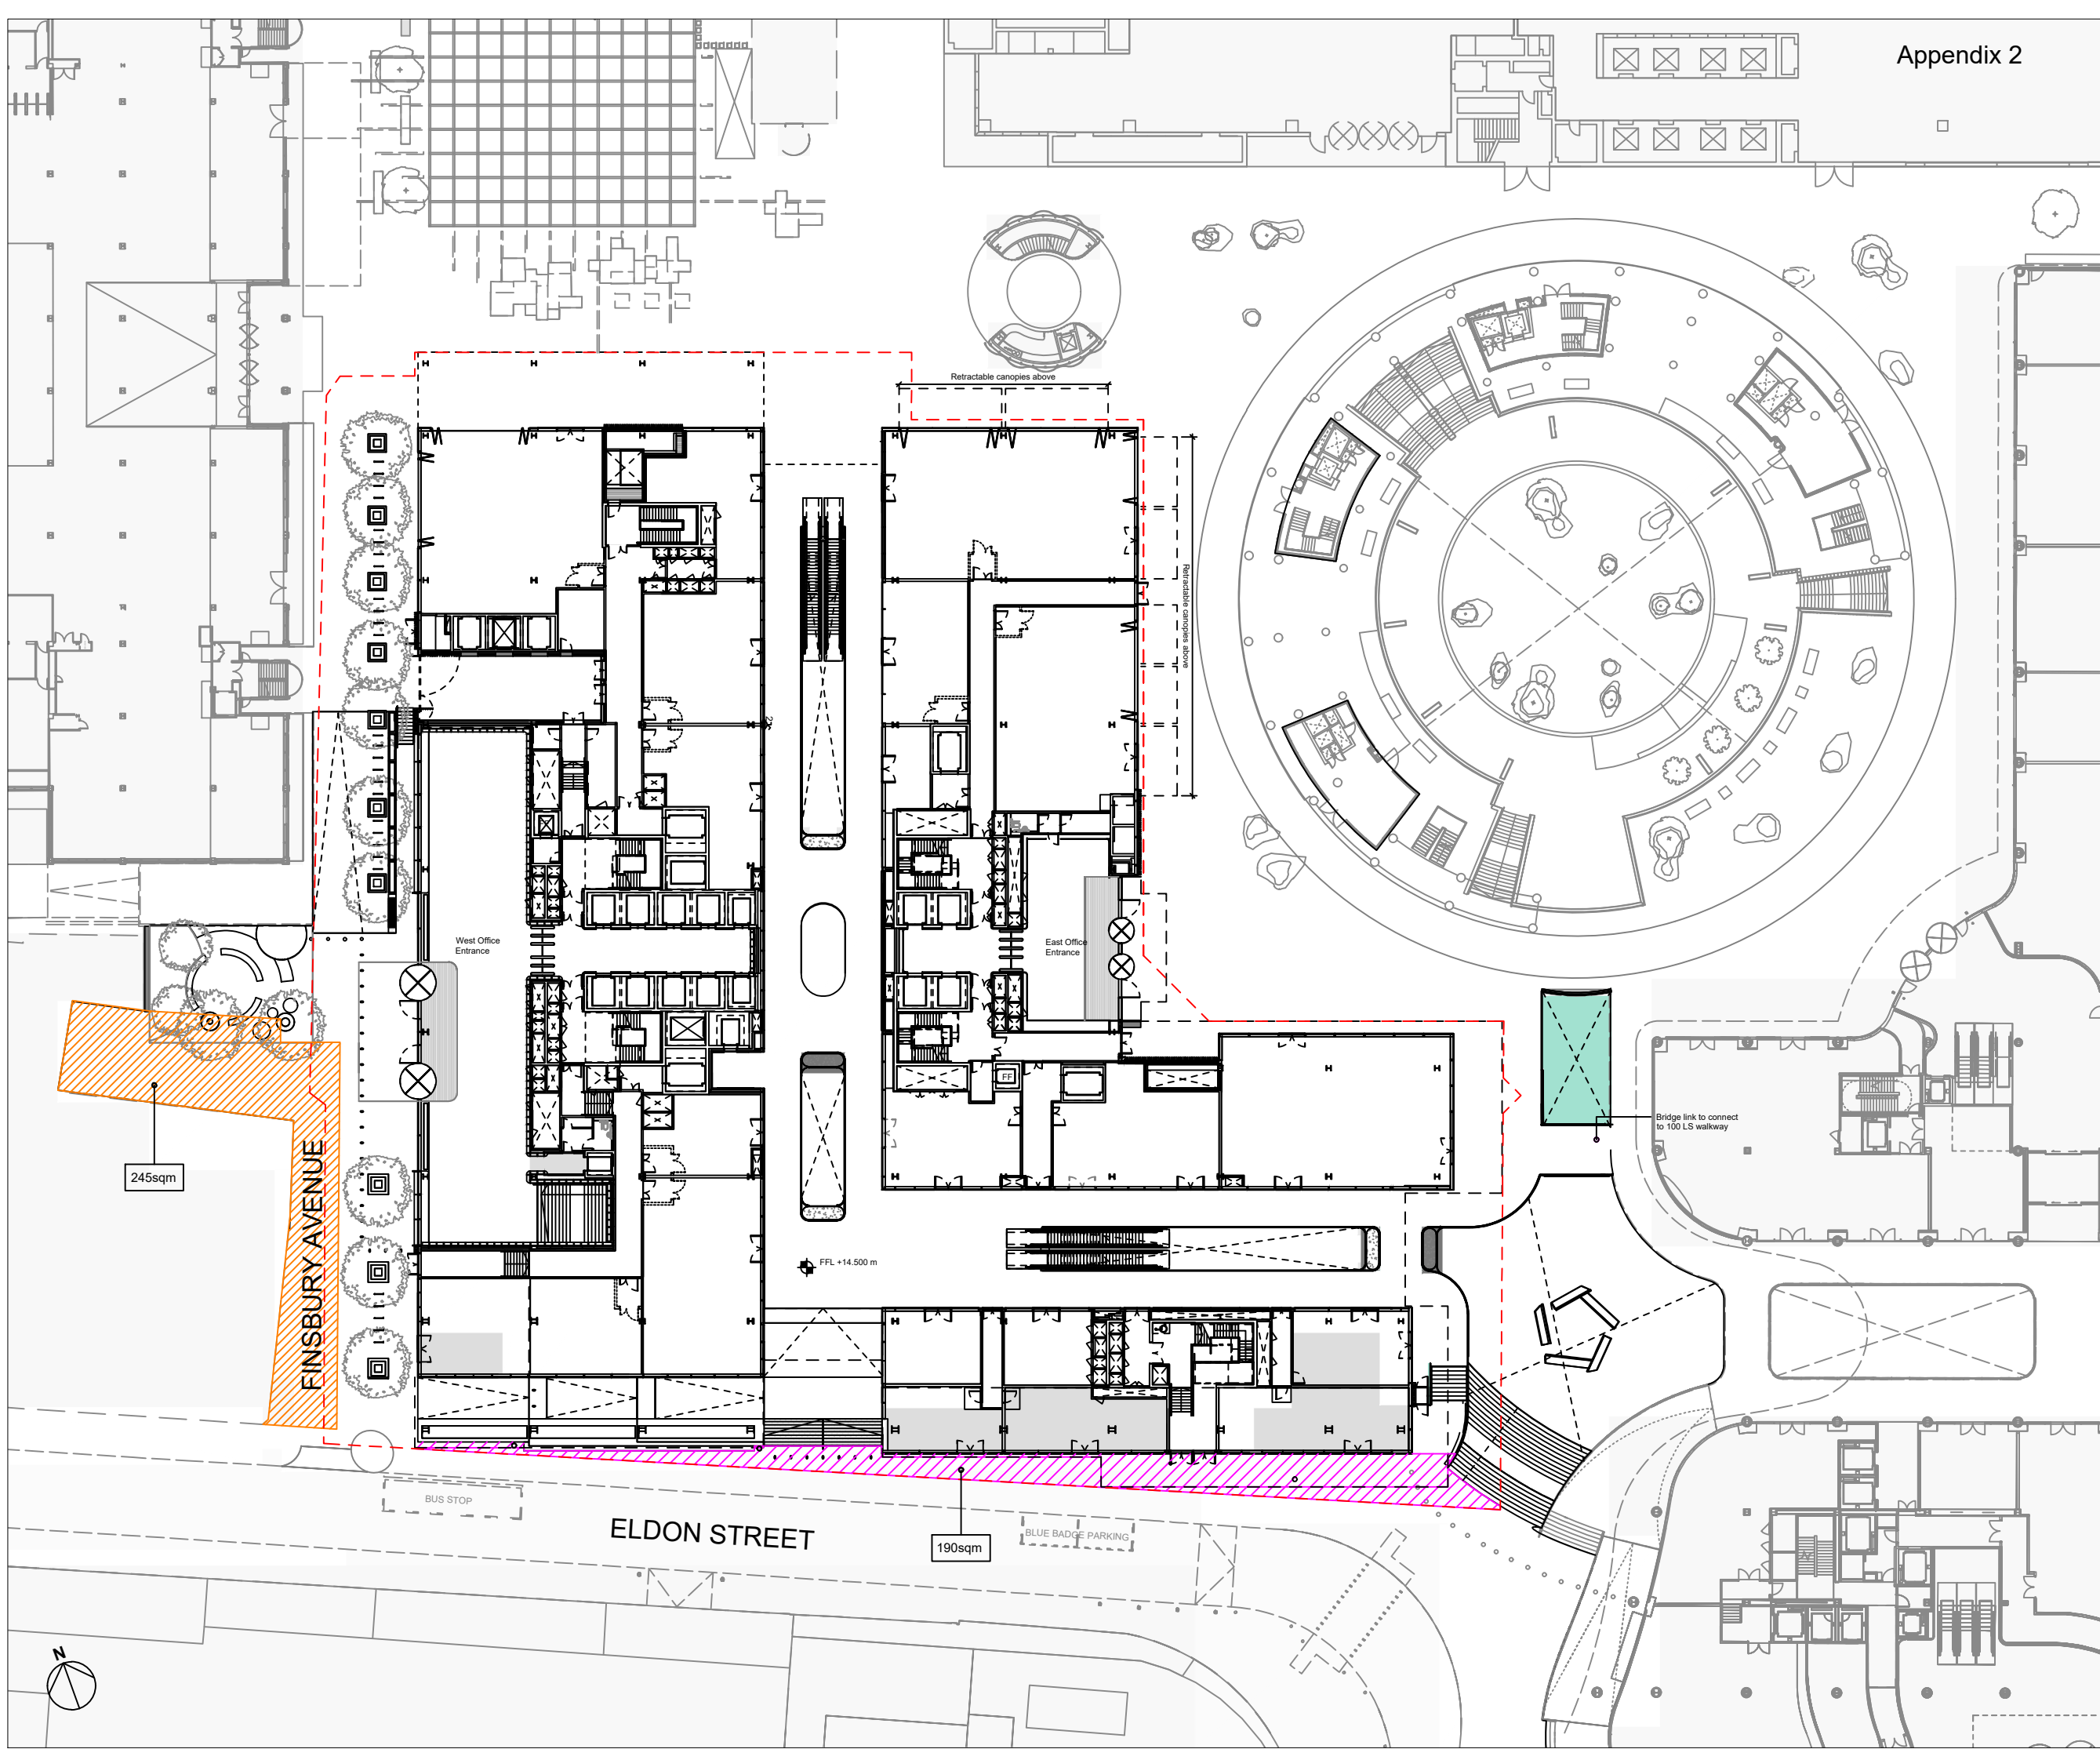 Appendix 2
Retractable canopies above
Retractable canopies above
West Office
Entrance
East Office
Entrance
FF
Bridge link to connect
to 100 LS walkway
245sqm
FINSBURY AVENUE
FFL +14.500 m
BUS STOP
ELDON STREET
190sqm
BLUE BADGE PARKING
N